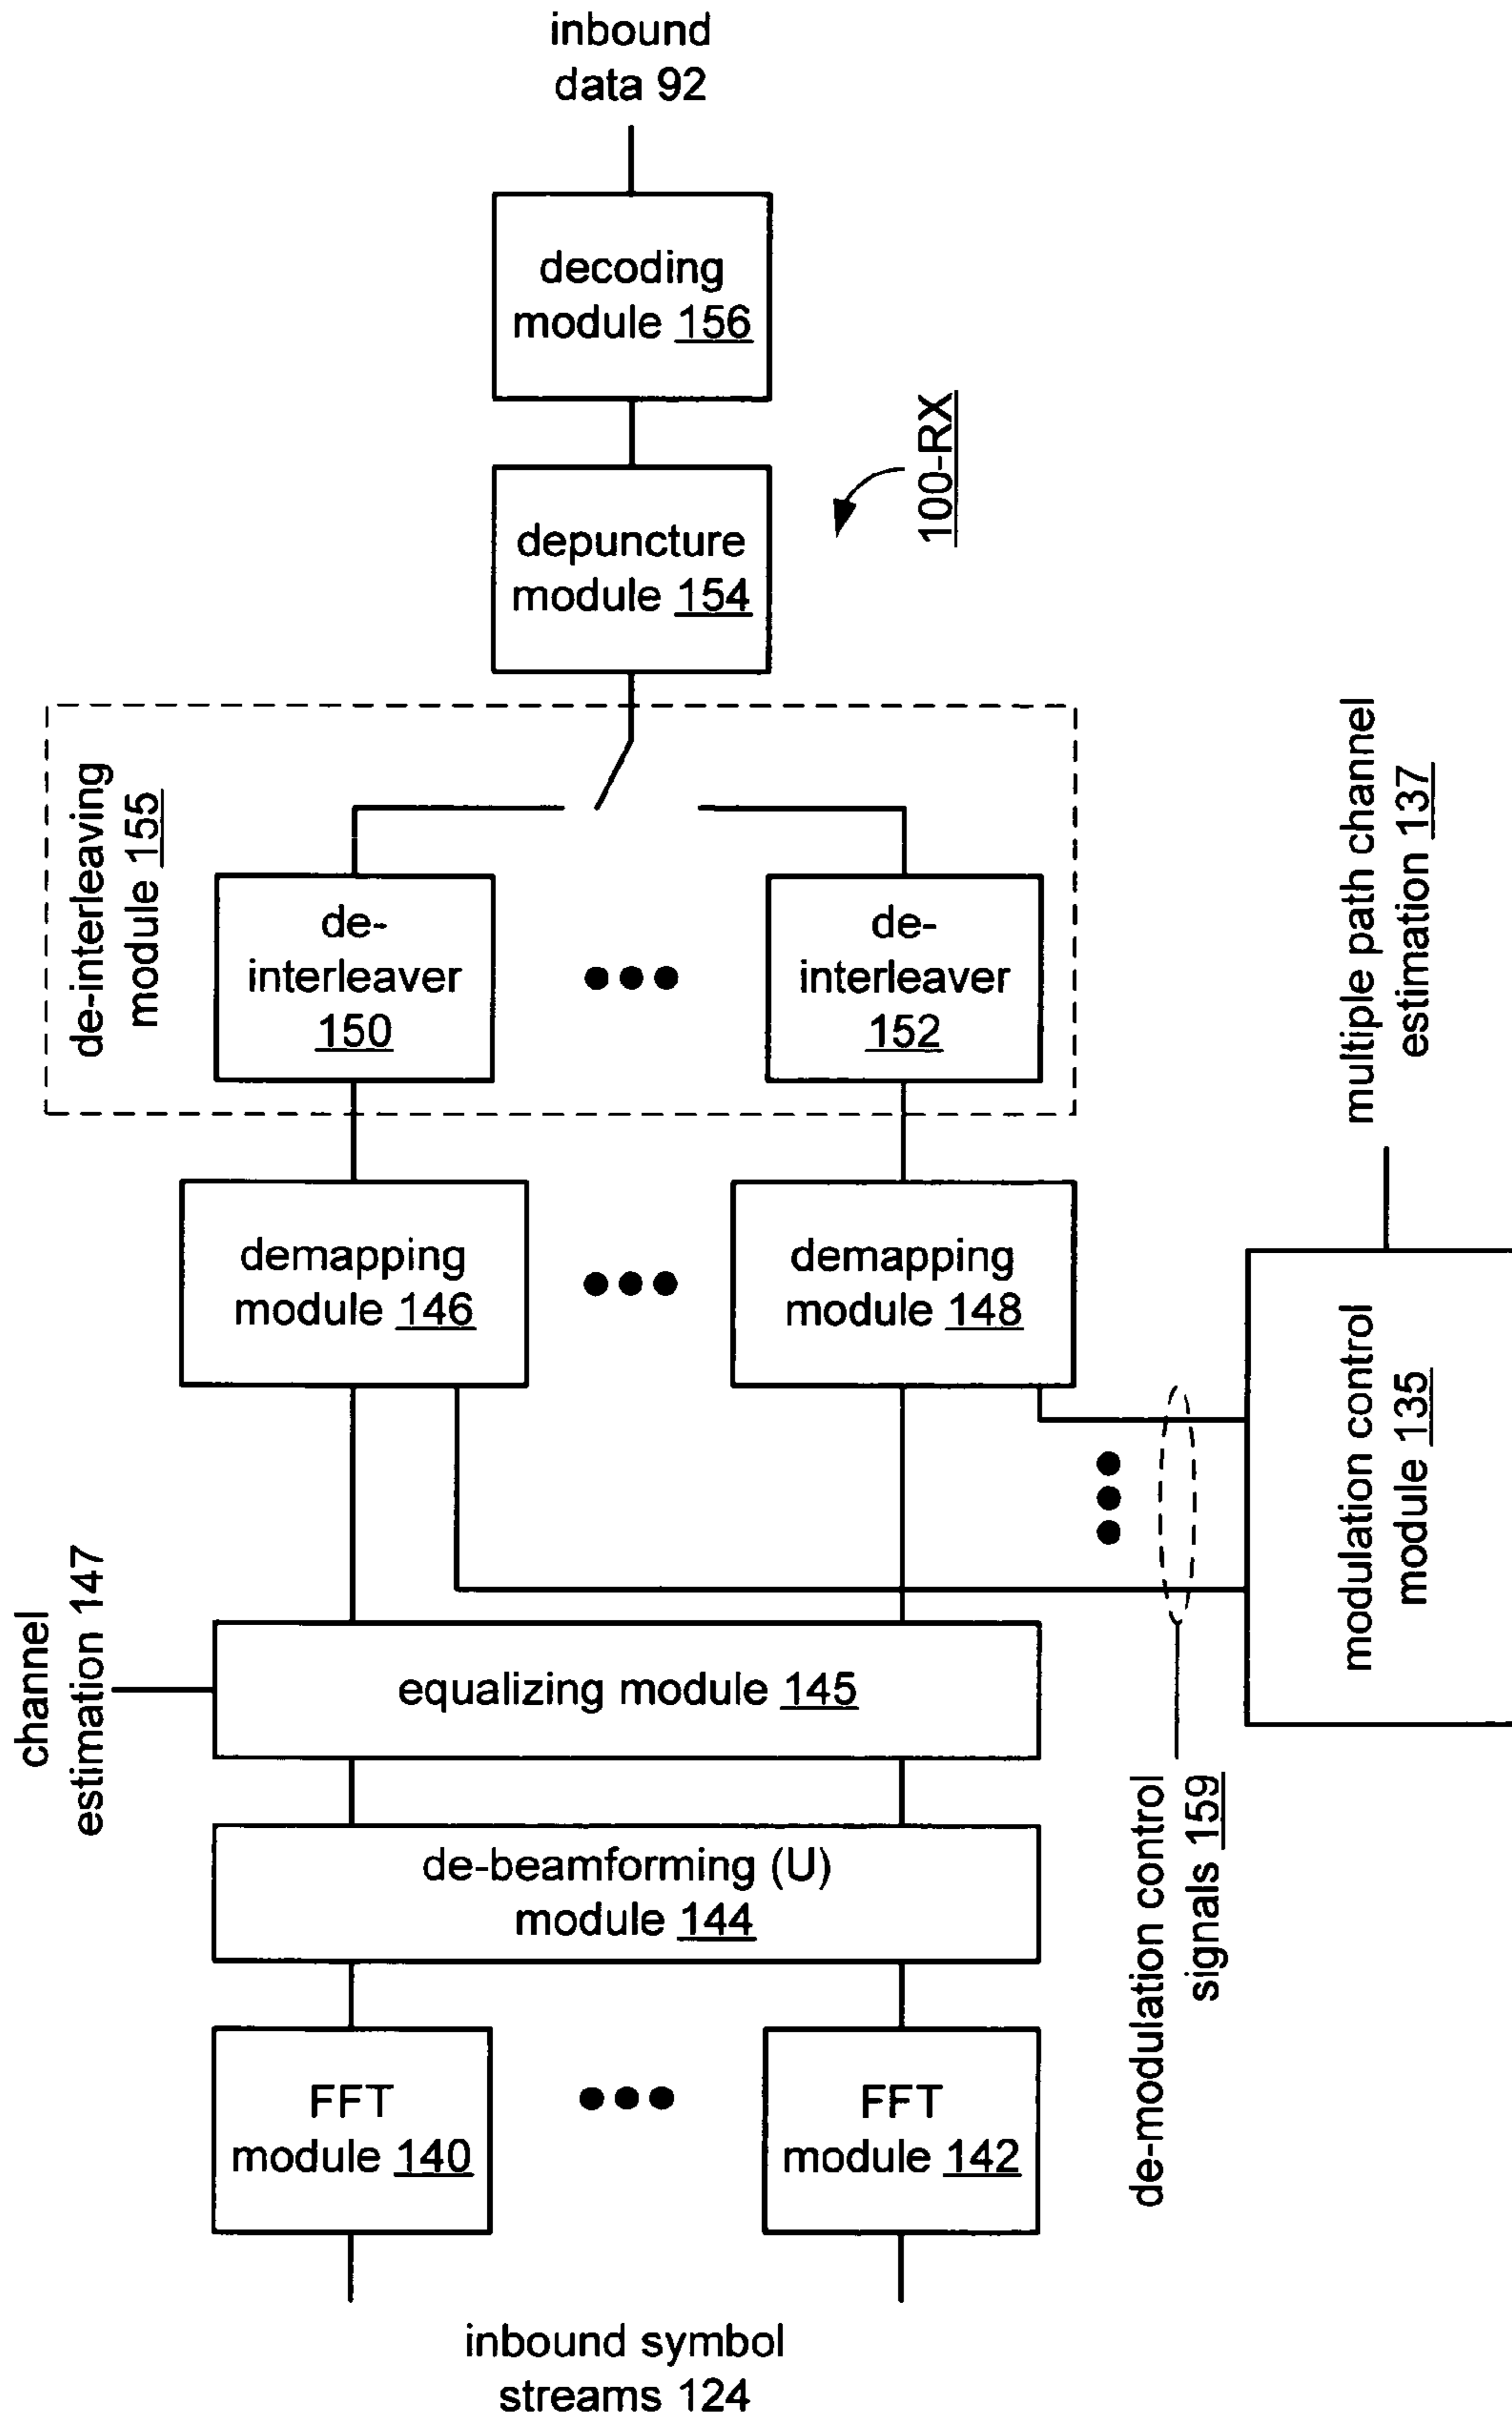 inbound
data 92
decoding
module 156
depuncture
module 154
100-RX
de-interleaving
module 155
de-
interleaver
150
de-
interleaver
152
multiple path channel
estimation 137
demapping
module 146
demapping
module 148
modulation control
module 135
channel
estimation 147
equalizing module 145
de-beamforming (U)
module 144
de-modulation control
signals 159
FFT
module 140
FFT
module 142
inbound symbol
streams 124